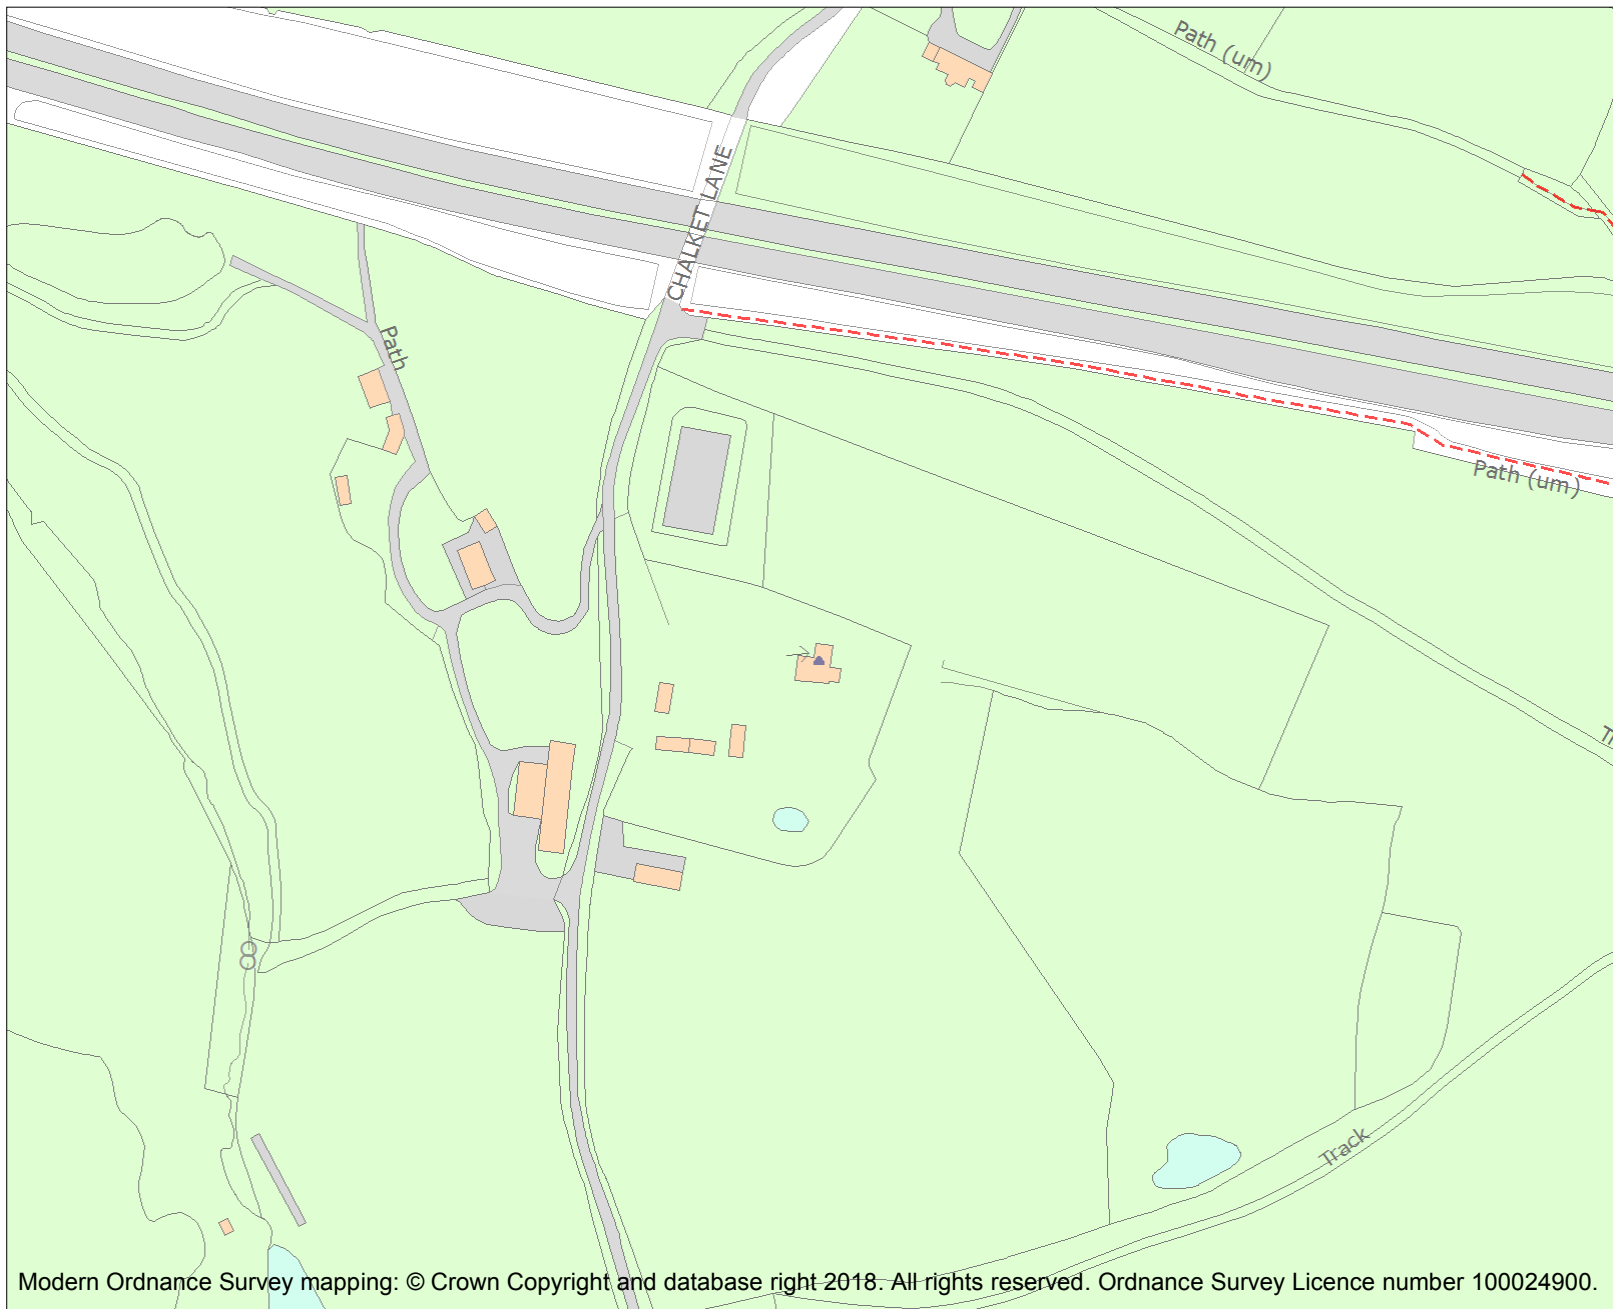 Path (um)
CHALKET LANE
Path
Path (um)
Track
Modern Ordnance Survey mapping: © Crown Copyright and database right 2018. All rights reserved. Ordnance Survey Licence number 100024900.